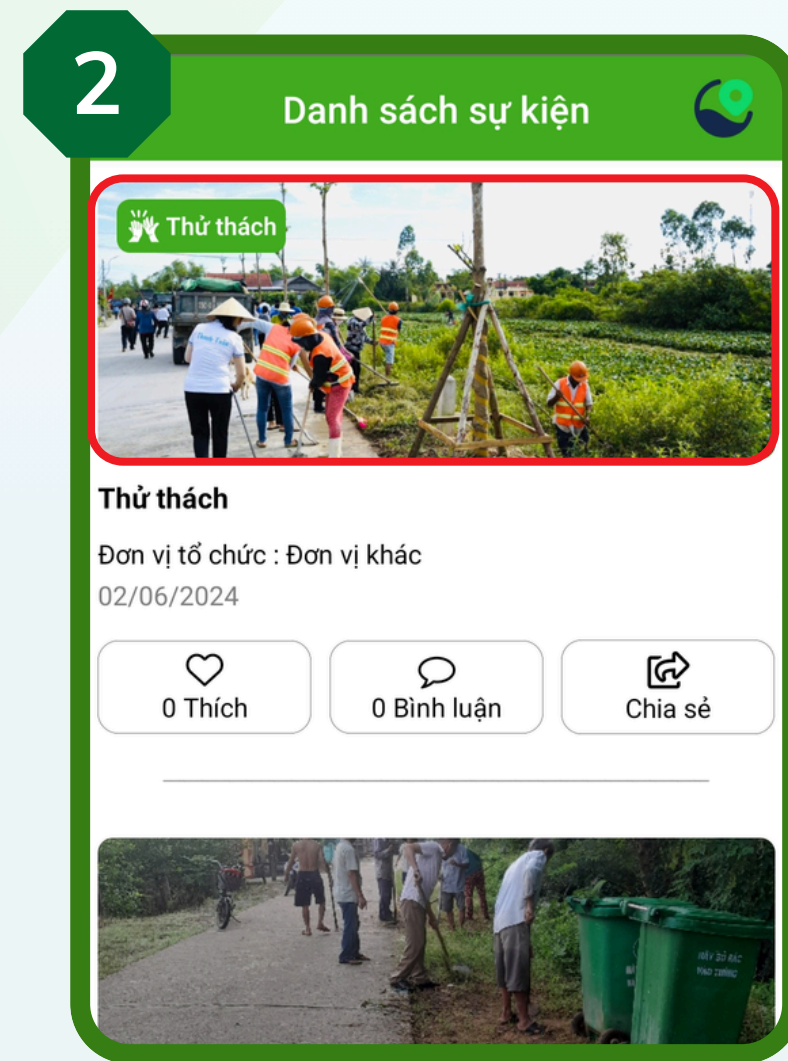 2
Danh sách sự kiện
Thử thách
Thử thách
Đơn vị tổ chức : Đơn vị khác
02/06/2024
0 Thích
0 Bình luận
Chia sẻ